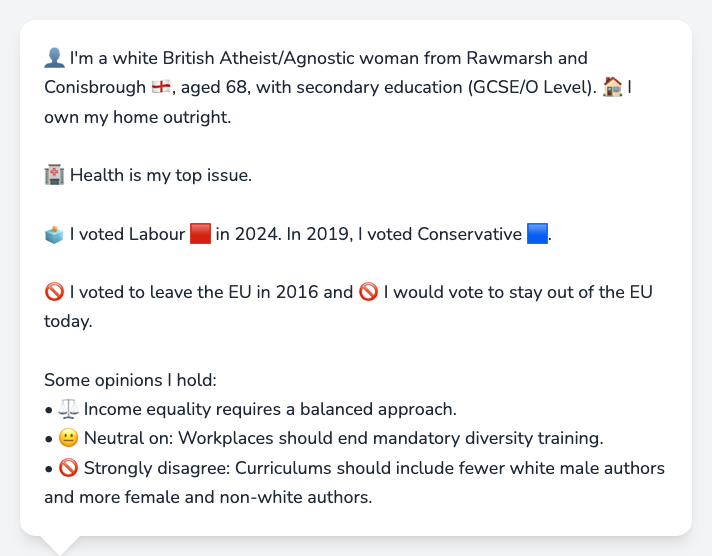 👤 I'm a white British Atheist/Agnostic woman from Rawmarsh and
Conisbrough 🏴󠁧󠁢󠁥󠁮󠁧󠁿, aged 68, with secondary education (GCSE/O Level). 🏠 I
own my home outright.
🏥 Health is my top issue.
🗳️ I voted Labour 🟥 in 2024. In 2019, I voted Conservative 🟦.
🚫 I voted to leave the EU in 2016 and 🚫 I would vote to stay out of the EU
today.
Some opinions I hold:
• ⚖️ Income equality requires a balanced approach.
• 😐 Neutral on: Workplaces should end mandatory diversity training.
• 🚫 Strongly disagree: Curriculums should include fewer white male authors
and more female and non-white authors.